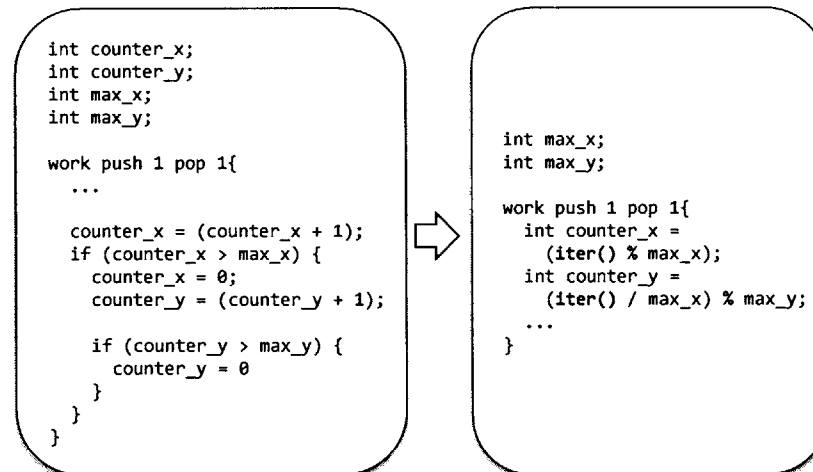 int counter_x;
int counter_y;
int max_x;
int max_y;
work push 1 pop 1{
...
counter_x = (counter_x + 1);
if (counter_x > max_x) {
counter_x = 0;
counter_y = (counter_y + 1);
if (counter_y > max_y) {
counter_y = 0
}
}
}
int max_x;
int max_y;
work push 1 pop 1{
int counter_x =
(iter() % max_x);
int counter_y =
(iter() / max_x) % max_y;
...
}